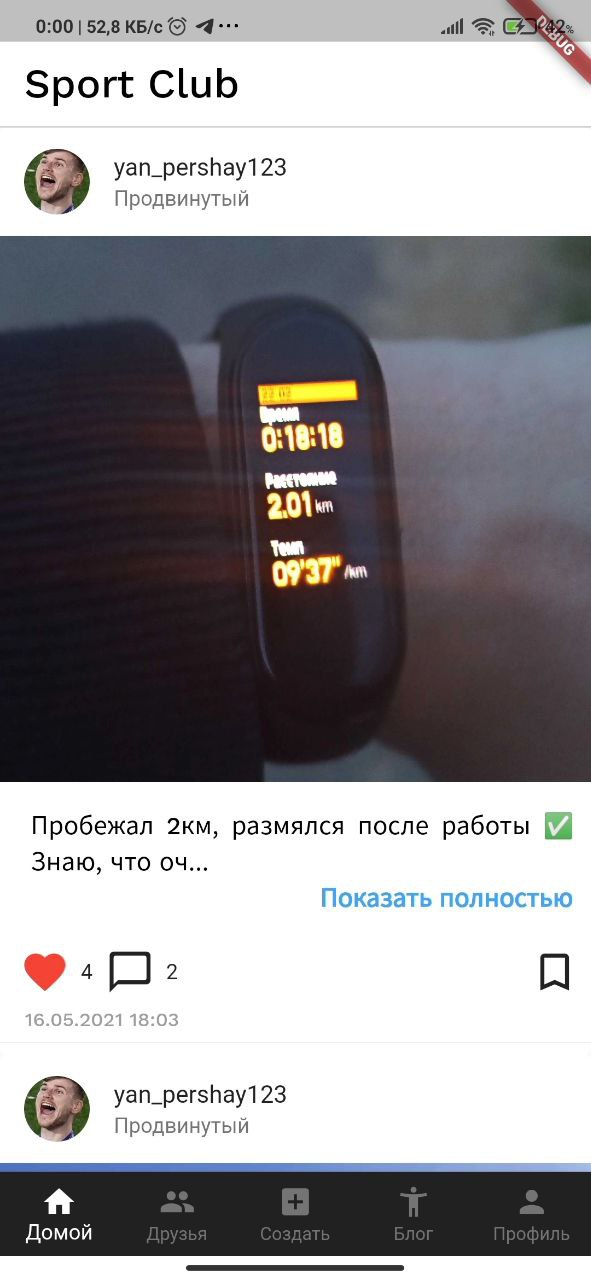 0:00 | 52,8 КБ/с ...
42%
DEBUG
Sport Club
yan_pershay123
Продвинутый
Время
0:18:18
Расстояние
2.01 km
Темп
09'37" /km
Пробежал 2км, размялся после работы ✅
Знаю, что оч...
Показать полностью
4 2
16.05.2021 18:03
yan_pershay123
Продвинутый
Домой Друзья Создать Блог Профиль